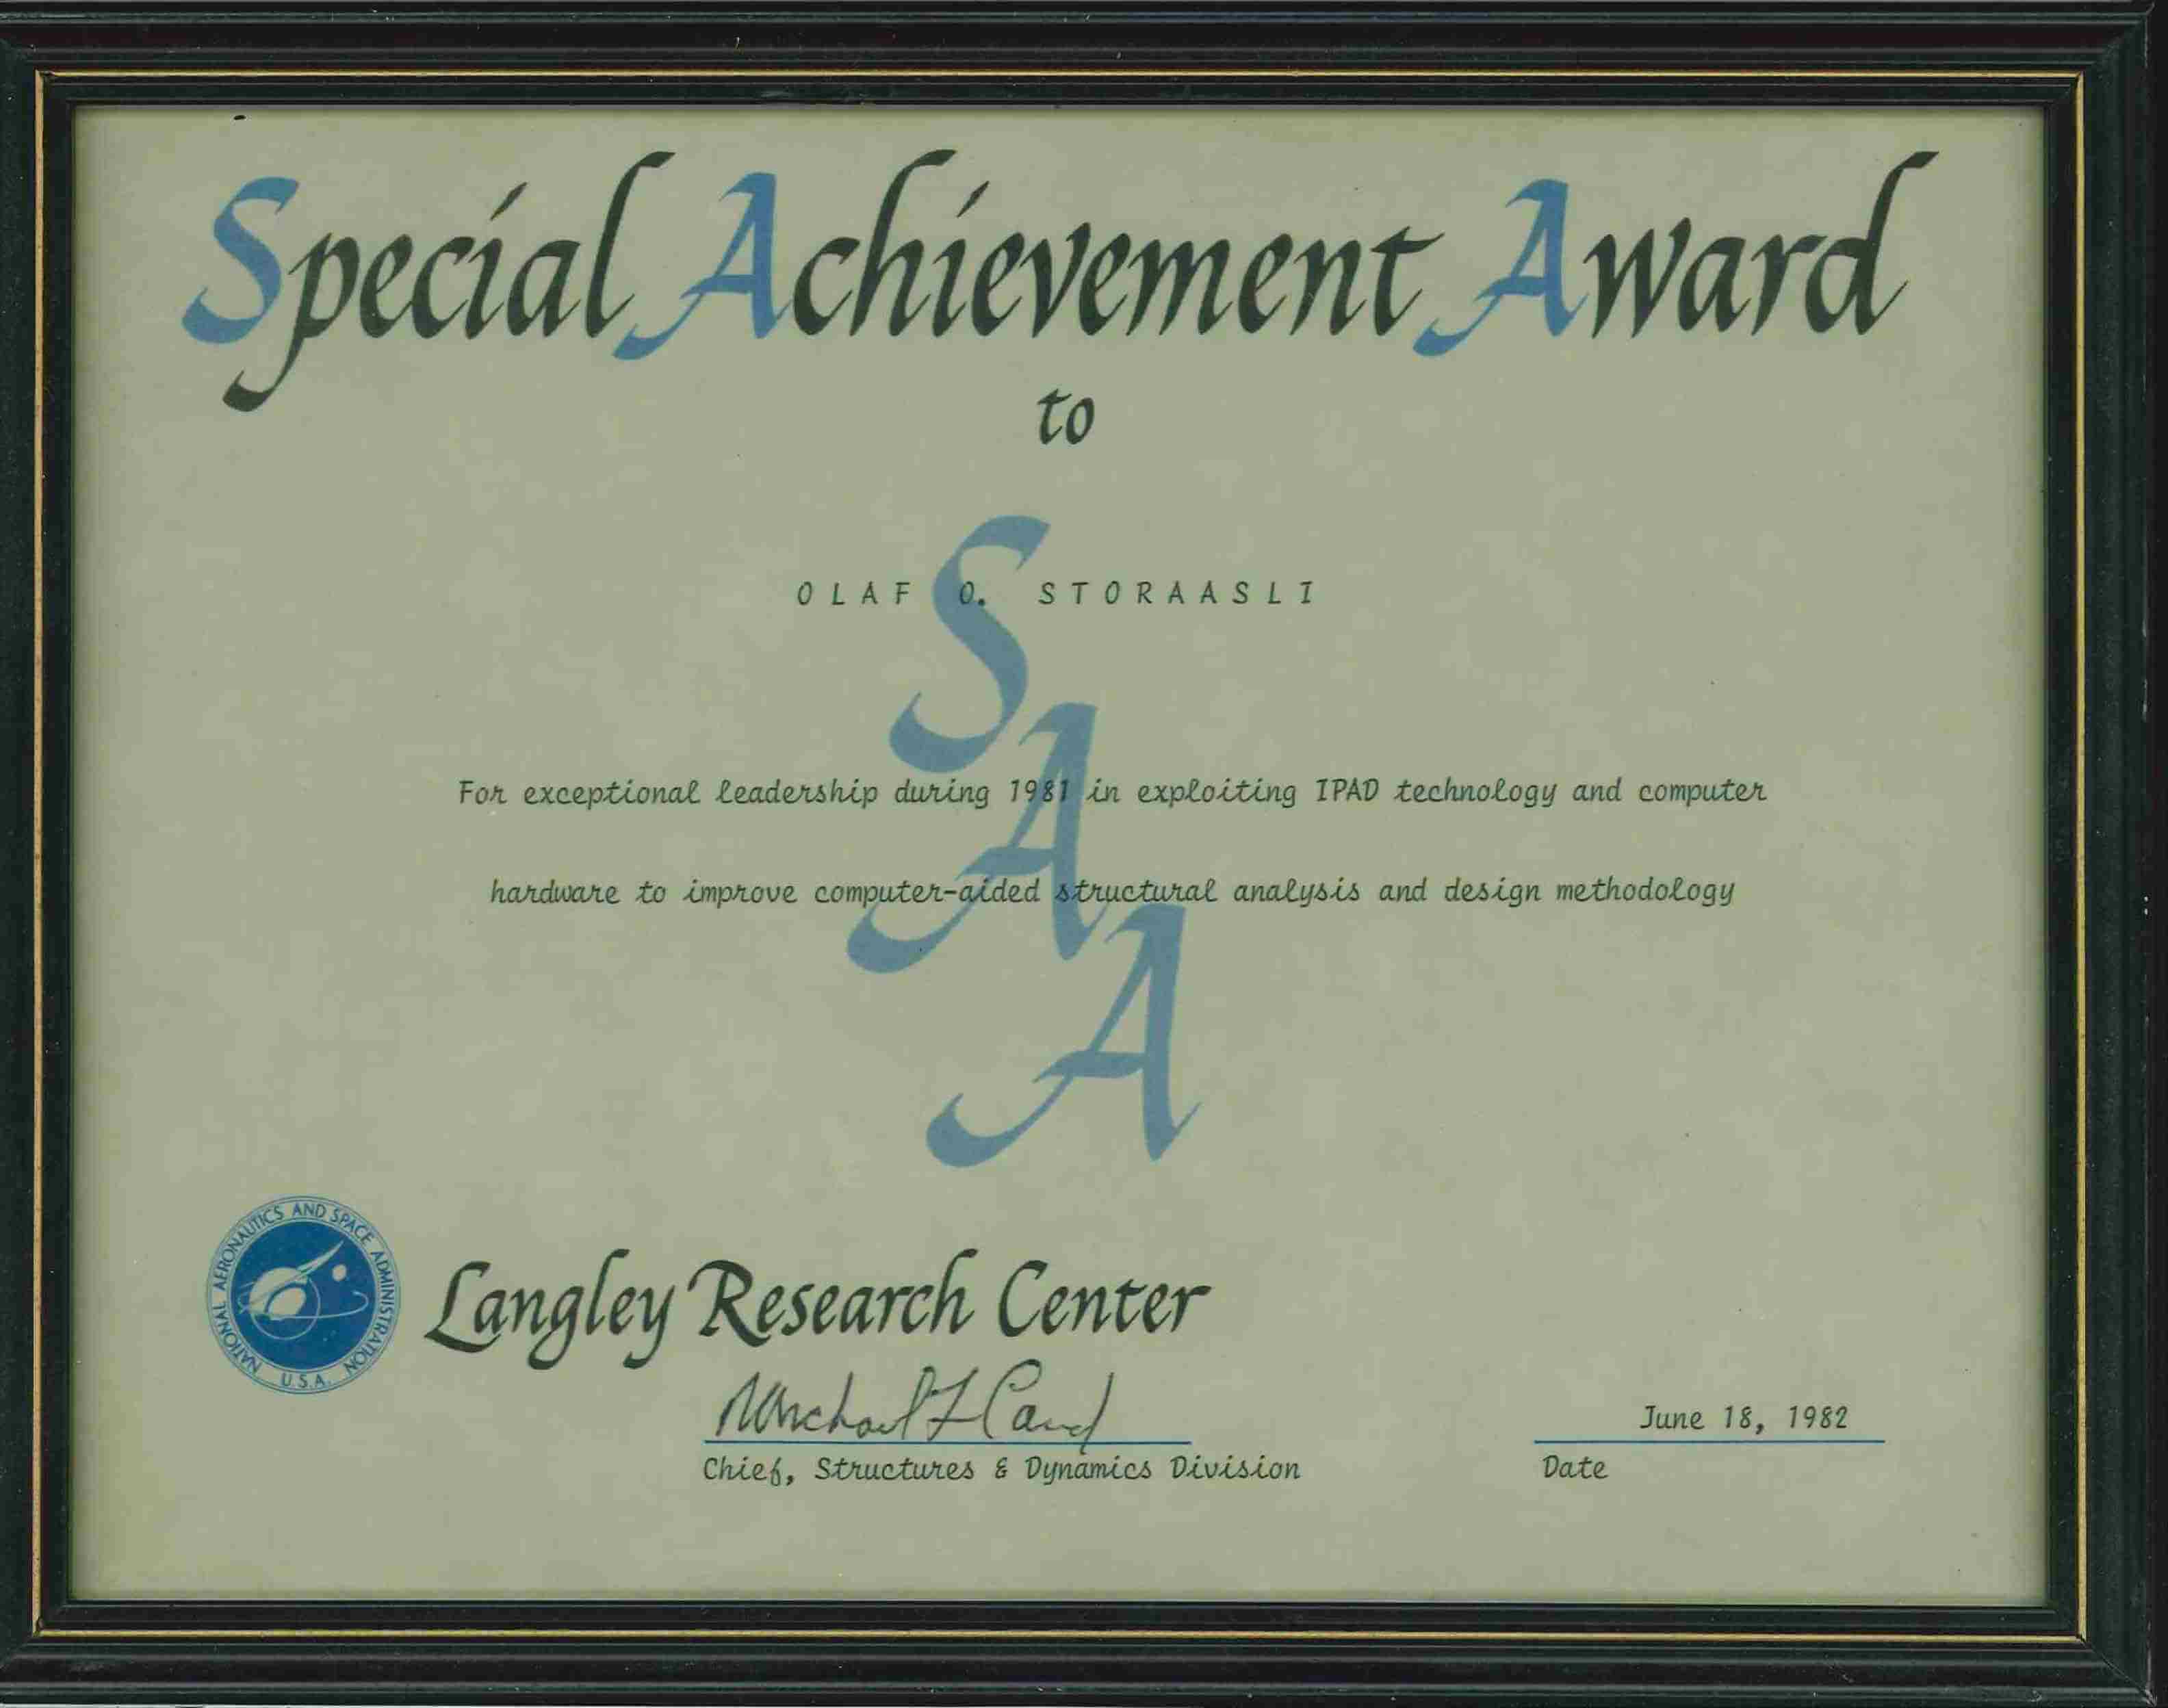 Special Achievement Award
to
OLAF O. STORAASLI
S
A
A
For exceptional leadership during 1981 in exploiting IPAD technology and computer
hardware to improve computer-aided structural analysis and design methodology
NATIONAL AERONAUTICS AND SPACE ADMINISTRATION
U.S.A.
Langley Research Center
Michael F Card
June 18, 1982
Chief, Structures & Dynamics Division
Date